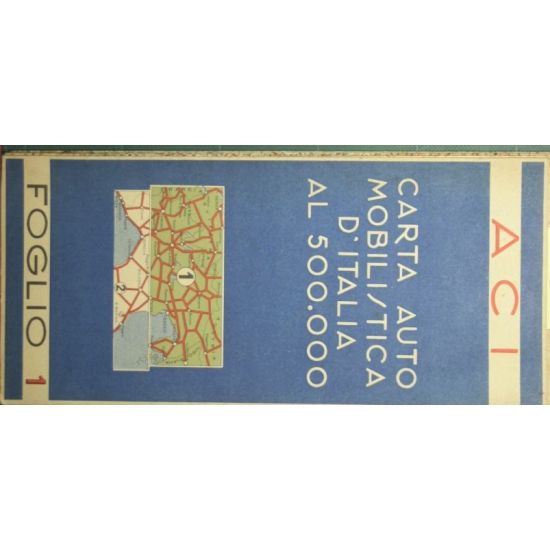 ACI
CARTA AUTO
MOBILISTICA
D'ITALIA
AL 500.000
1
2
FOGLIO 1